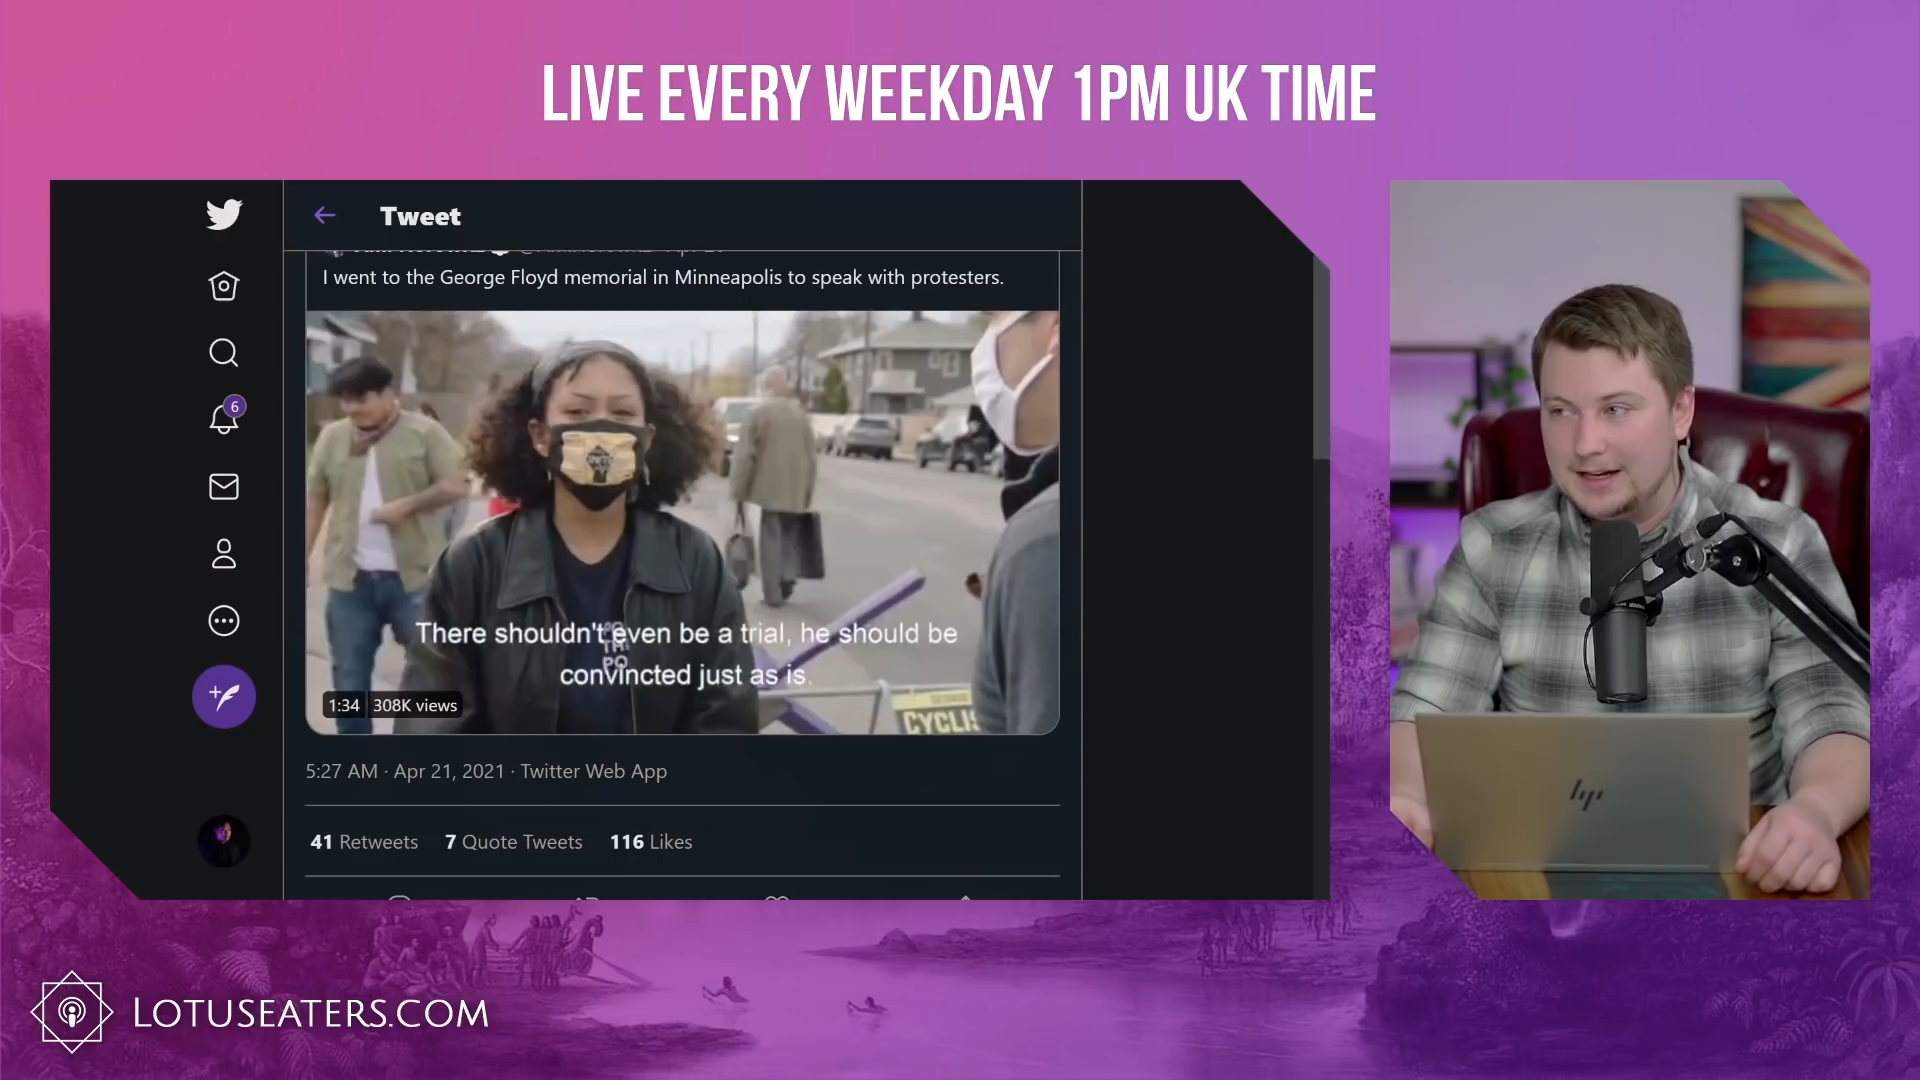 LIVE EVERY WEEKDAY 1PM UK TIME
Tweet
I went to the George Floyd memorial in Minneapolis to speak with protesters.
6
There shouldn't even be a trial, he should be
convincted just as is.
1:34 308K views
CYCLIS
5:27 AM · Apr 21, 2021 · Twitter Web App
41 Retweets 7 Quote Tweets 116 Likes
hp
LOTUSEATERS.COM